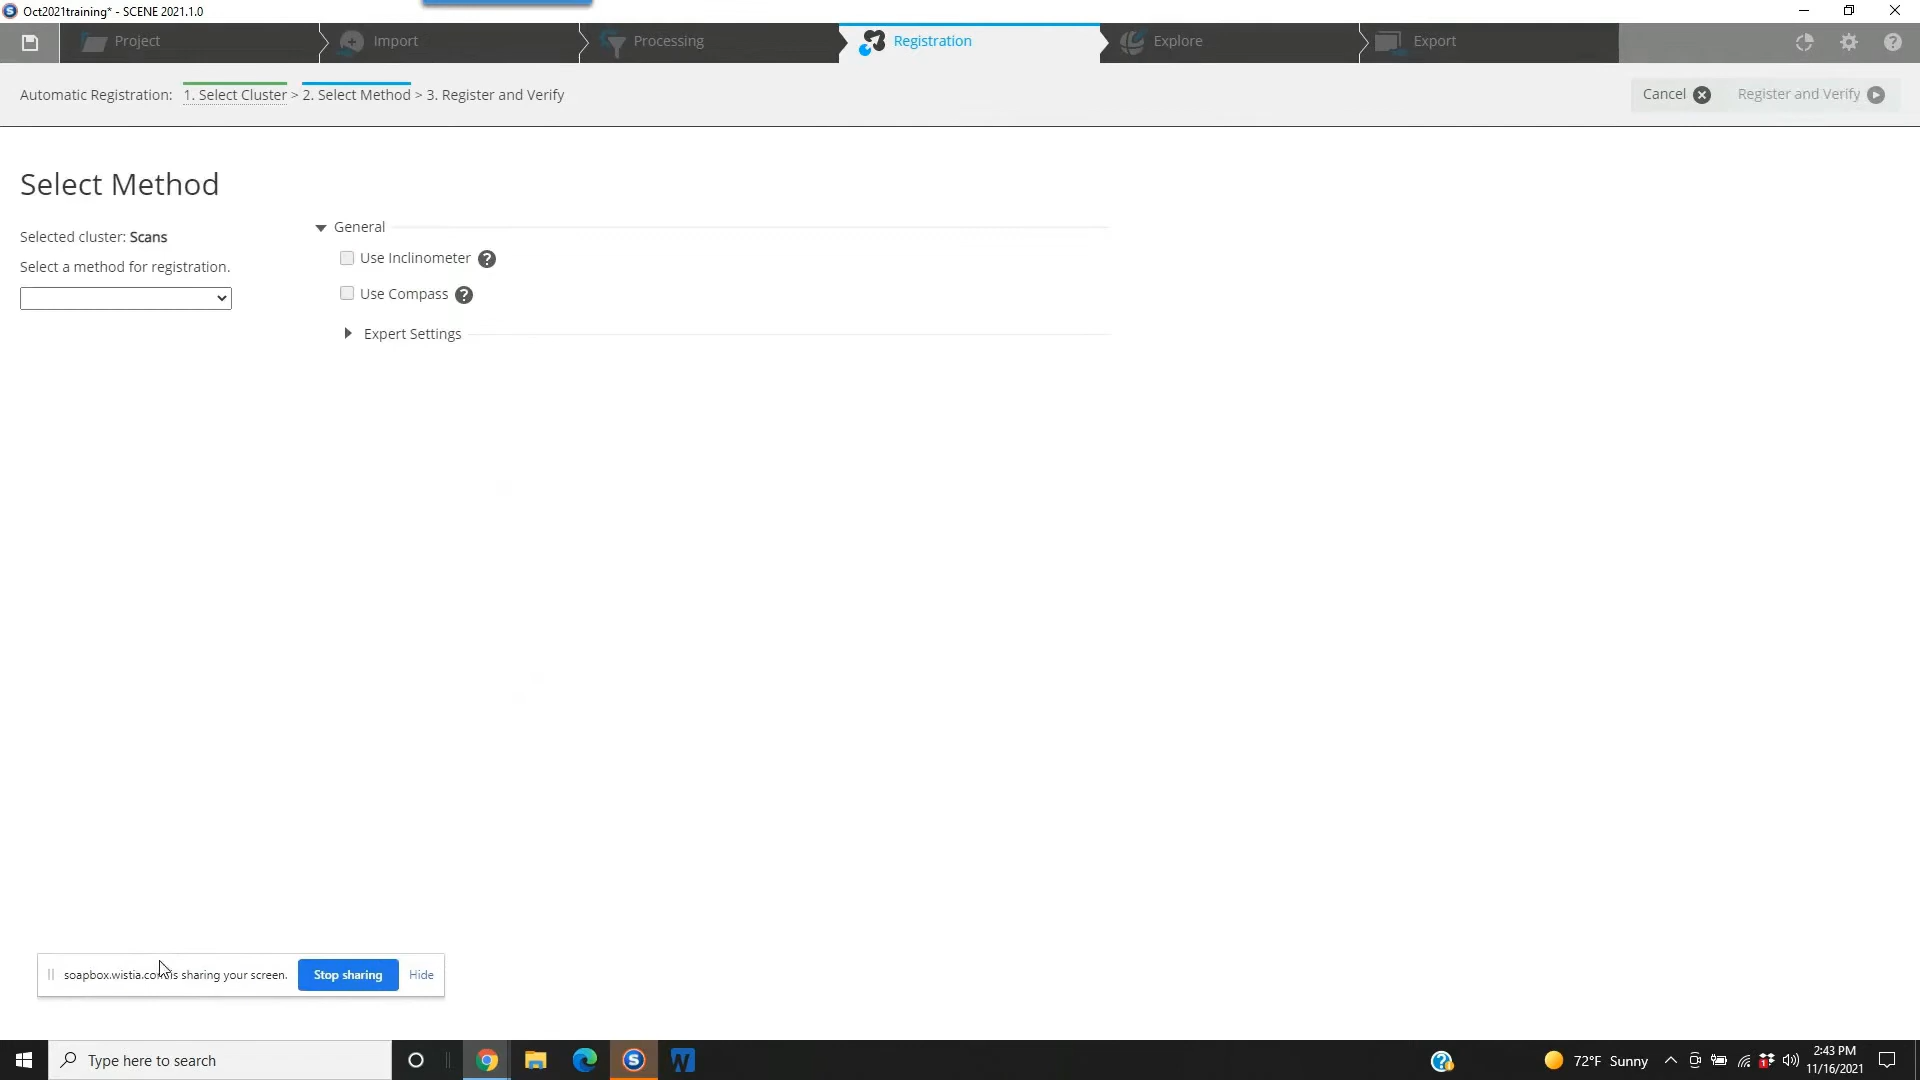 Oct2021training* - SCENE 2021.1.0
Project
Import
Processing
Registration
Explore
Export
Automatic Registration: 1. Select Cluster > 2. Select Method > 3. Register and Verify
Cancel
Register and Verify
Select Method
Selected cluster: Scans
Select a method for registration.
General
Use Inclinometer
Use Compass
Expert Settings
soapbox.wistia.com is sharing your screen.
Stop sharing
Hide
Type here to search
72°F Sunny
2:43 PM
11/16/2021